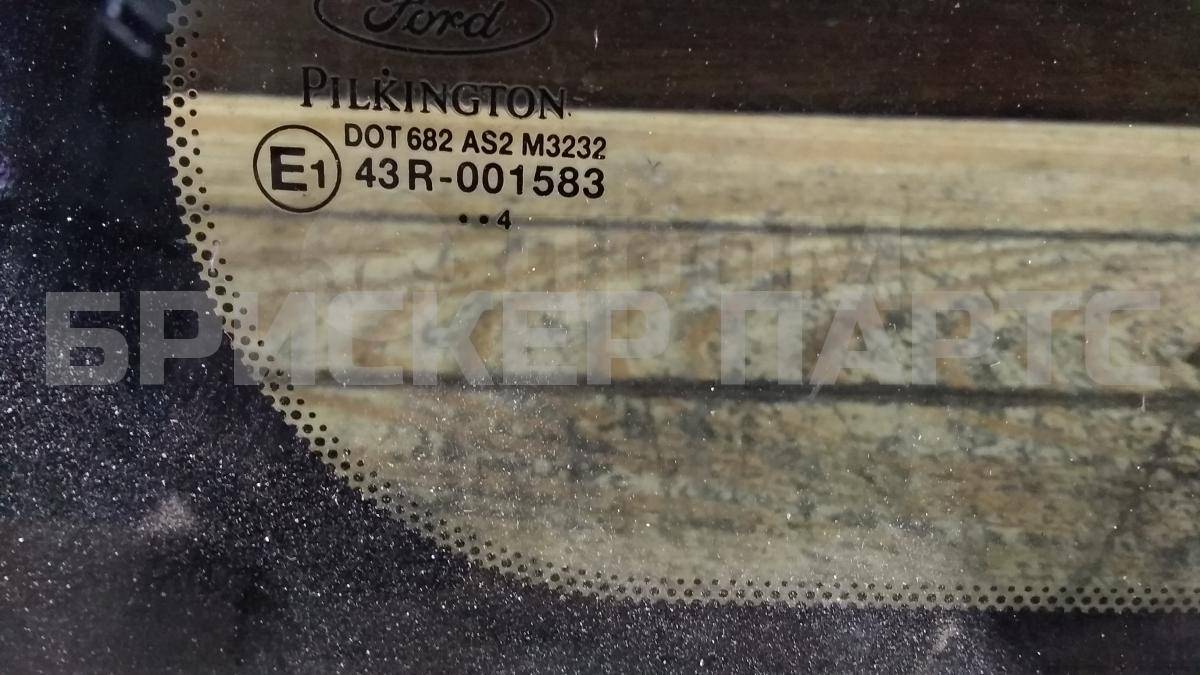 Ford
PILKINGTON
DOT 682 AS2 M3232
E1 43R-001583
••4
БРИСКЕР ПАРТС